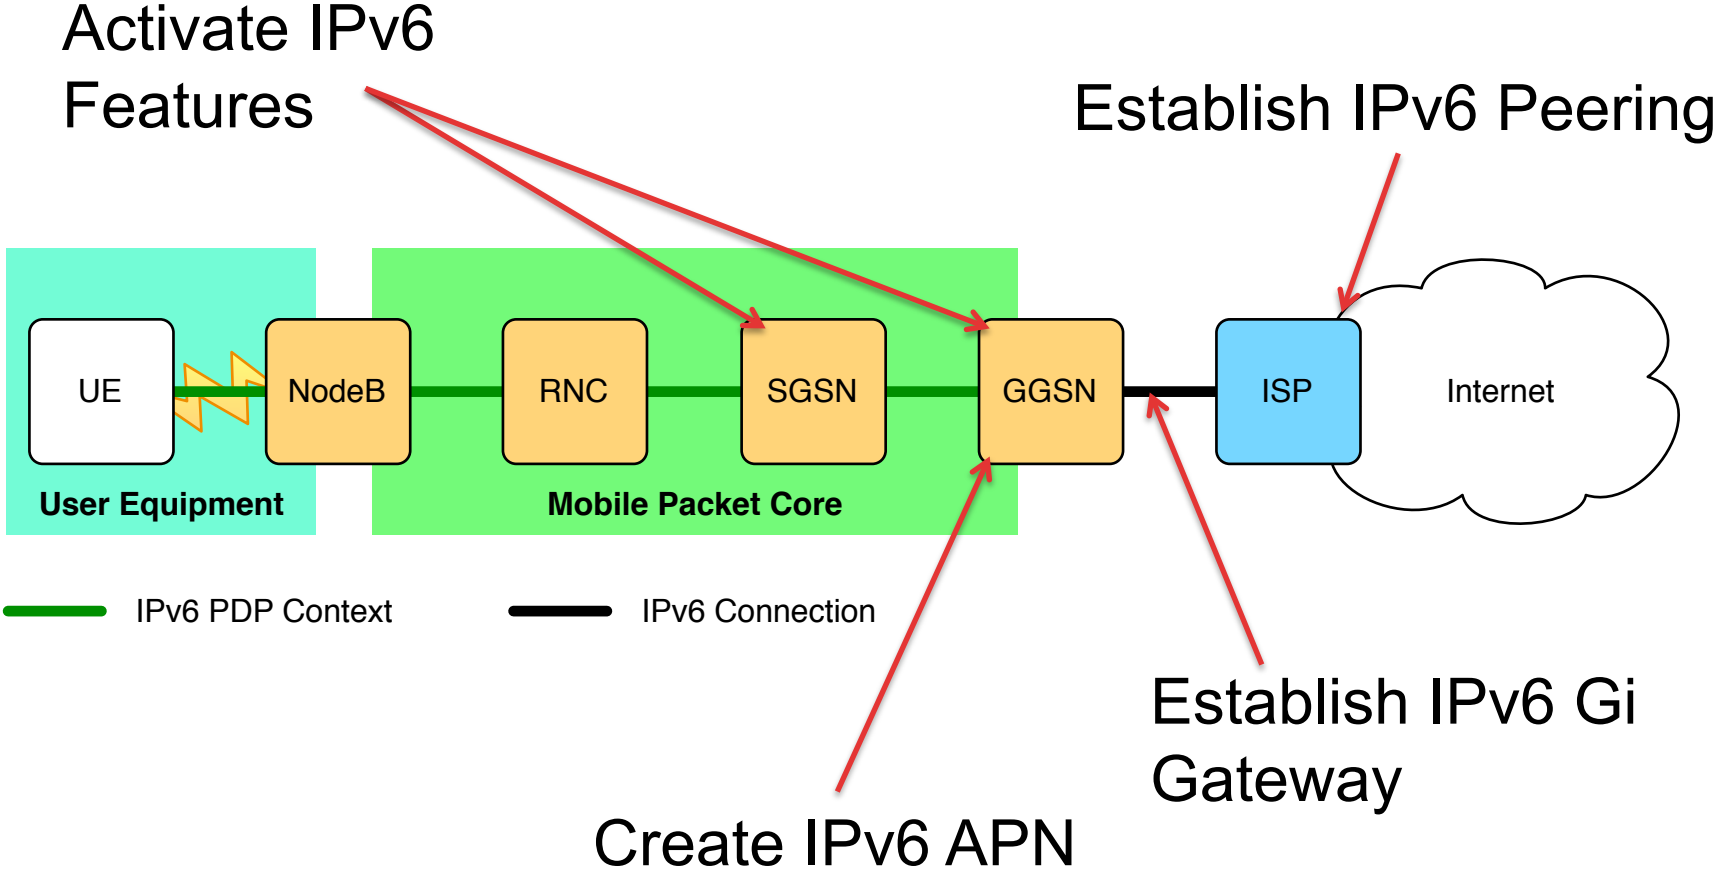 Activate IPv6
Features
Establish IPv6 Peering
UE
NodeB
RNC
SGSN
GGSN
ISP
Internet
User Equipment
Mobile Packet Core
IPv6 PDP Context
IPv6 Connection
Establish IPv6 Gi
Gateway
Create IPv6 APN